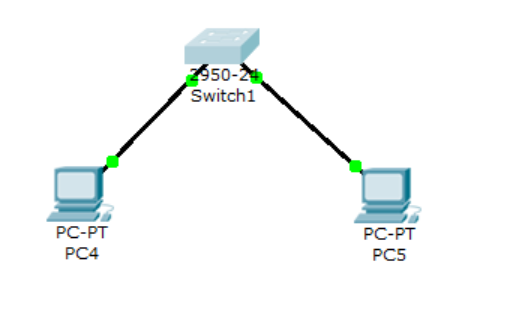 2950-24
Switch1
PC-PT
PC4
PC-PT
PC5